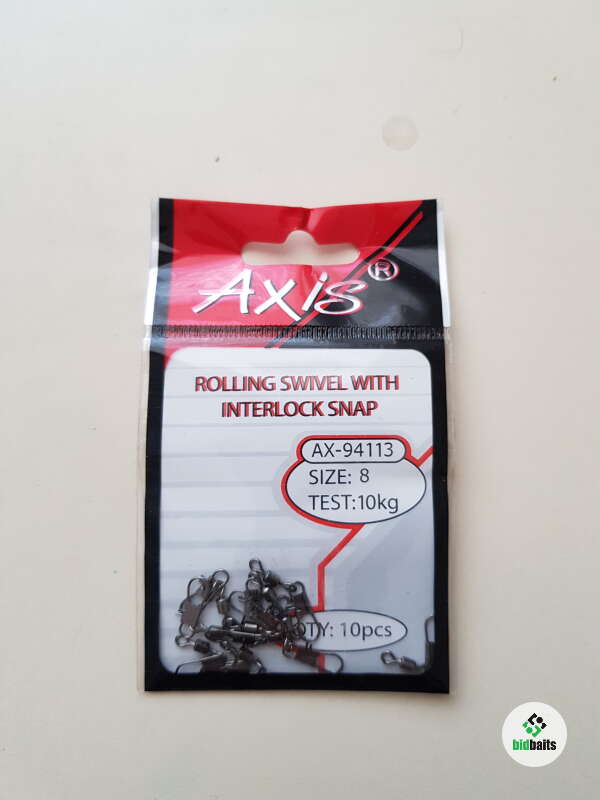 Axis®
ROLLING SWIVEL WITH
INTERLOCK SNAP
AX-94113
SIZE: 8
TEST:10kg
QTY: 10pcs
bidbaits